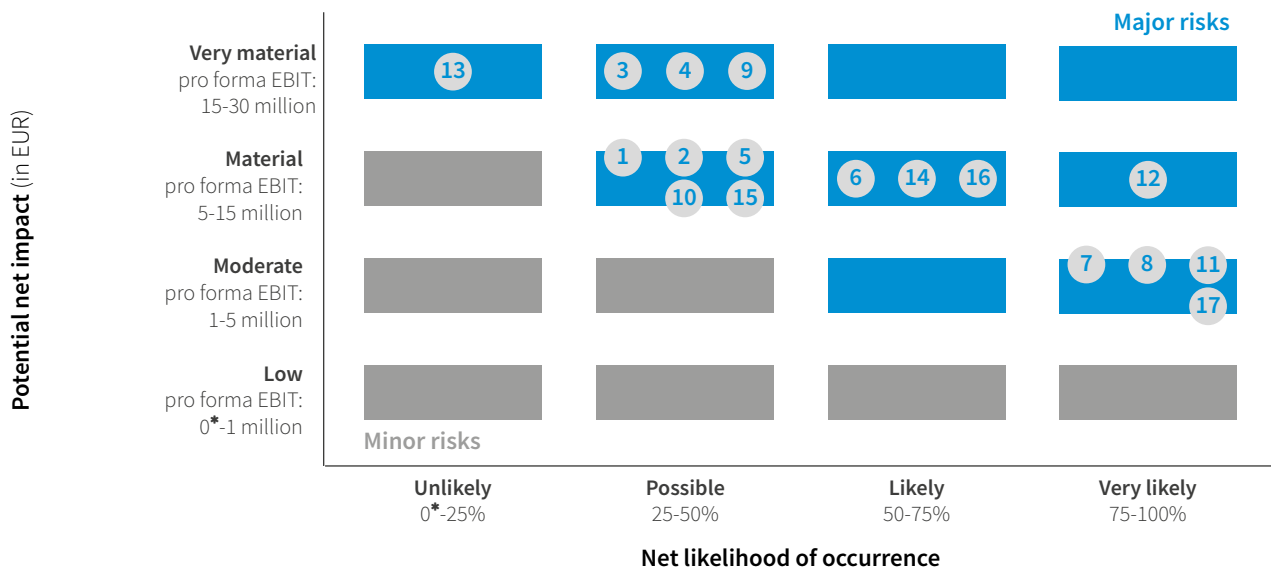 Major risks
Potential net impact (in EUR)
Very material
pro forma EBIT:
15-30 million
13
3 4 9
Material
pro forma EBIT:
5-15 million
1 2 5
10 15
6 14 16
12
Moderate
pro forma EBIT:
1-5 million
7 8 11
17
Low
pro forma EBIT:
0*-1 million
Minor risks
Unlikely
0*-25%
Possible
25-50%
Likely
50-75%
Very likely
75-100%
Net likelihood of occurrence